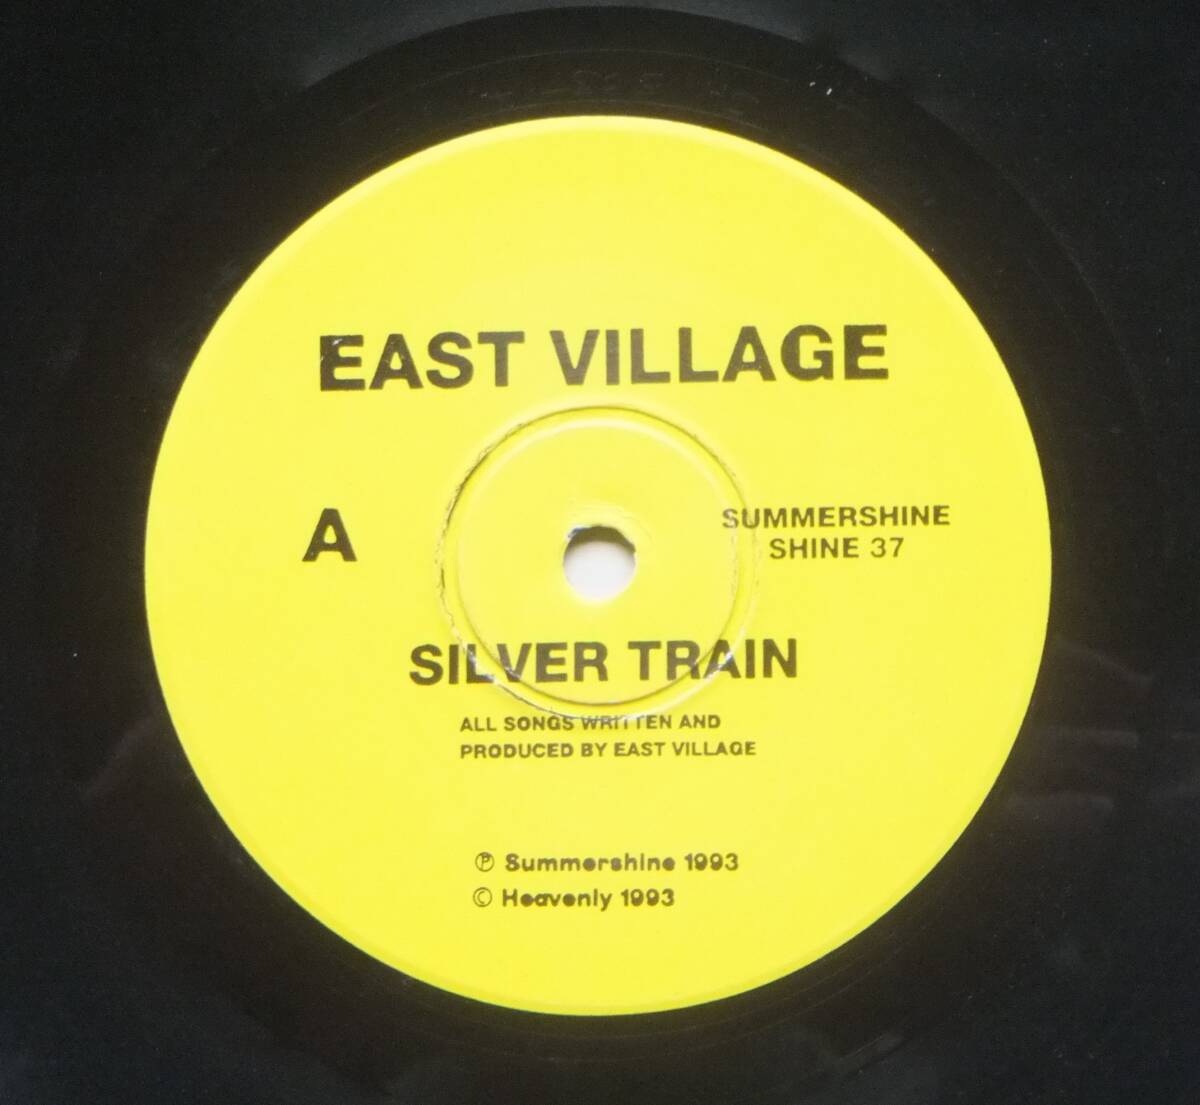 EAST VILLAGE
A
SUMMERSHINE
SHINE 37
SILVER TRAIN
ALL SONGS WRITTEN AND
PRODUCED BY EAST VILLAGE
℗ Summershine 1993
© Heavenly 1993